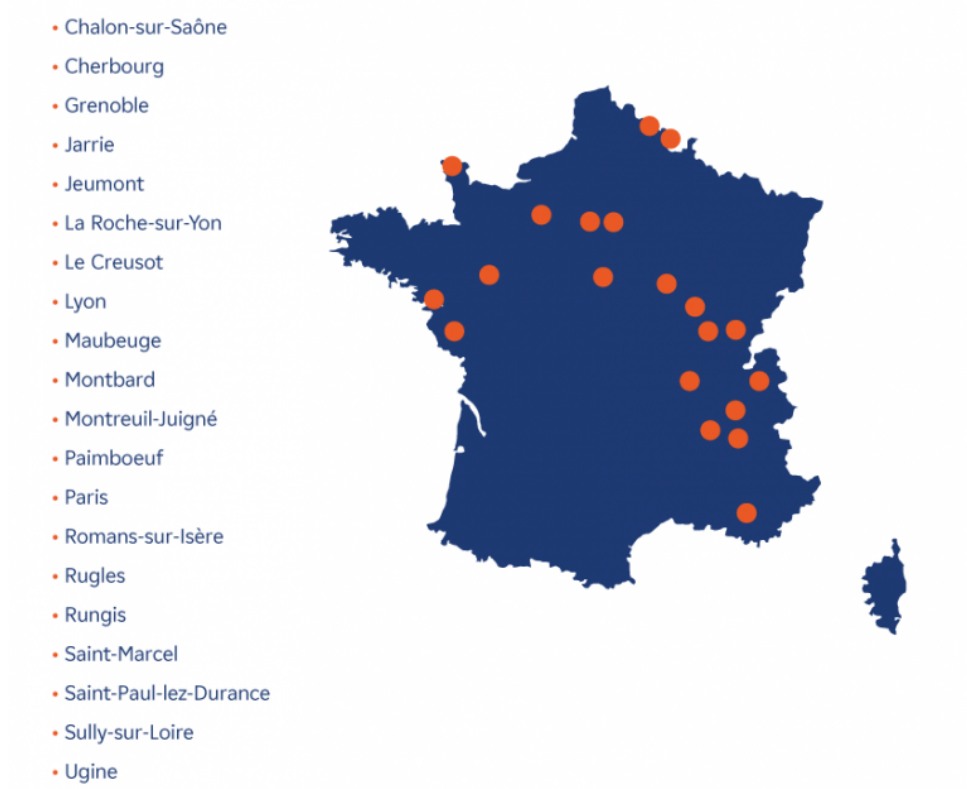 • Chalon-sur-Saône
• Cherbourg
• Grenoble
• Jarrie
• Jeumont
• La Roche-sur-Yon
• Le Creusot
• Lyon
• Maubeuge
• Montbard
• Montreuil-Juigné
• Paimboeuf
• Paris
• Romans-sur-Isère
• Rugles
• Rungis
• Saint-Marcel
• Saint-Paul-lez-Durance
• Sully-sur-Loire
• Ugine